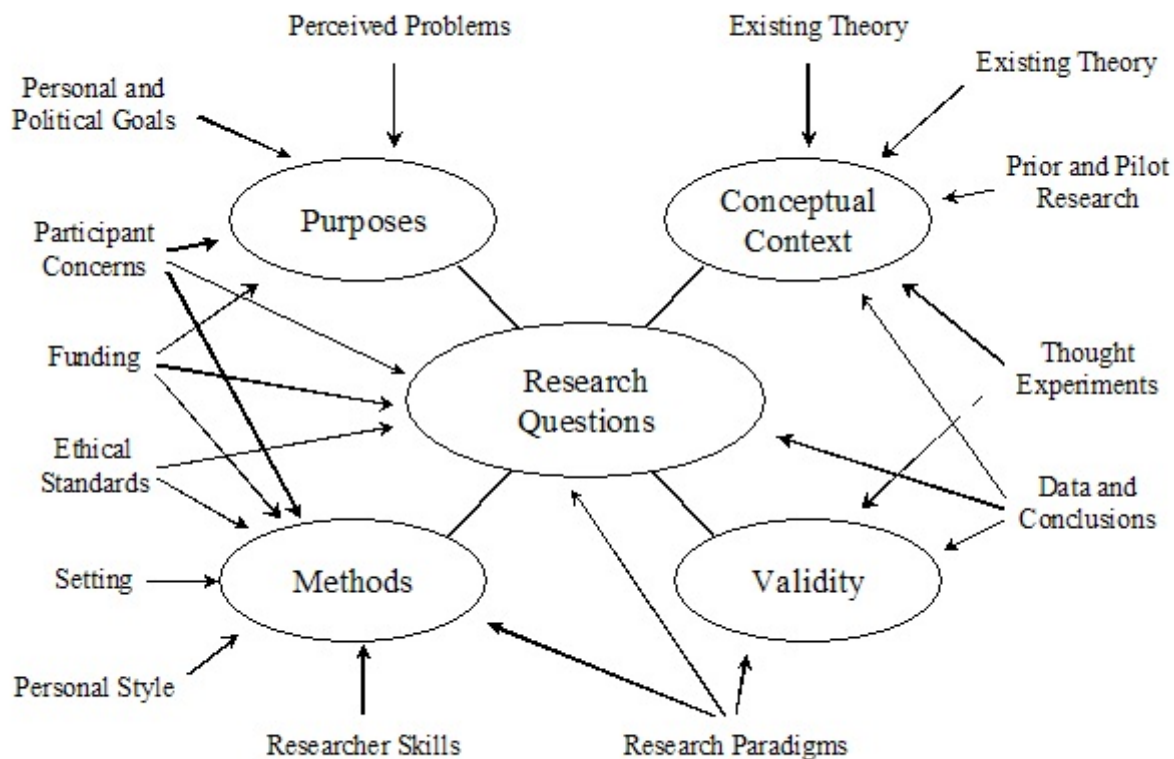 Perceived Problems
Existing Theory
Existing Theory
Personal and
Political Goals
Prior and Pilot
Research
Purposes
Conceptual
Context
Participant
Concerns
Funding
Thought
Experiments
Research
Questions
Ethical
Standards
Data and
Conclusions
Setting
Methods
Validity
Personal Style
Researcher Skills
Research Paradigms